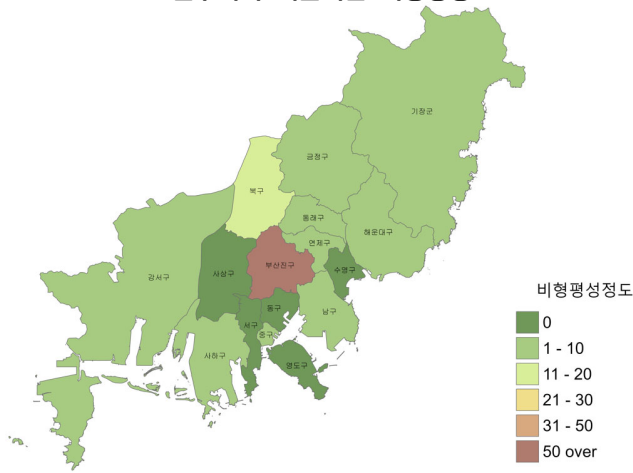 기장군
금정구
북구
동래구
해운대구
연제구
부산진구
수영구
사상구
강서구
동구
남구
서구
중구
사하구
영도구
비형평성정도
0
1 - 10
11 - 20
21 - 30
31 - 50
50 over